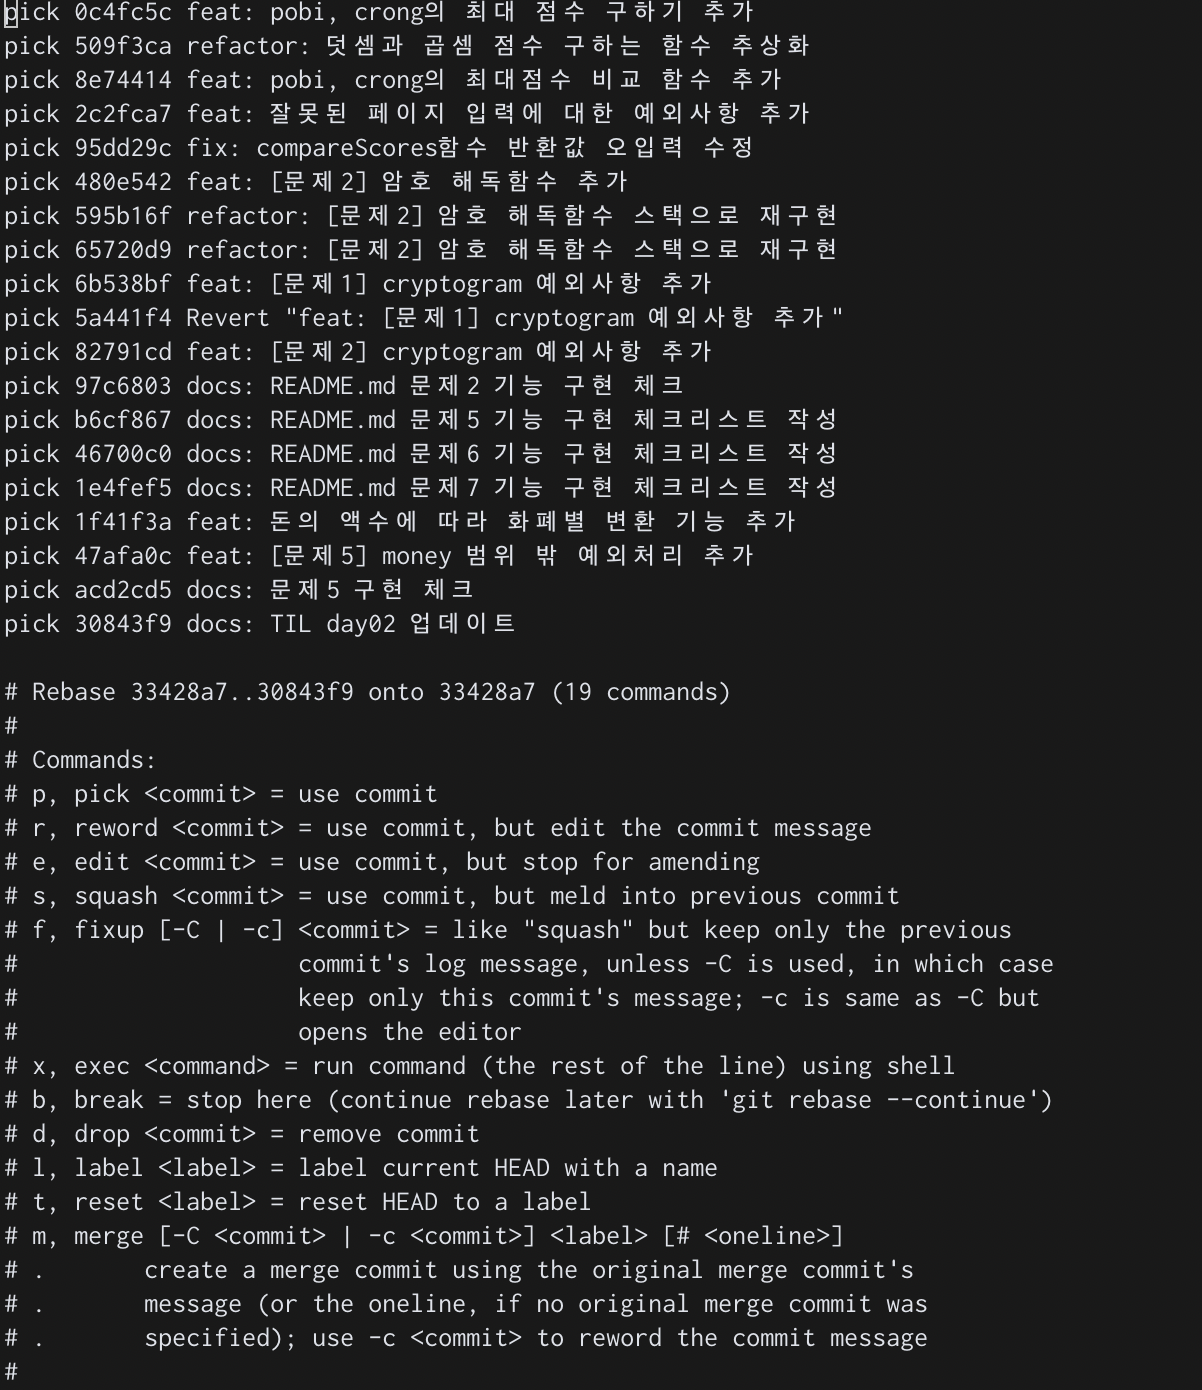 pick 0c4fc5c feat: pobi, crong의 최대 점수 구하기 추가
pick 509f3ca refactor: 덧셈과 곱셈 점수 구하는 함수 추상화
pick 8e74414 feat: pobi, crong의 최대점수 비교 함수 추가
pick 2c2fca7 feat: 잘못된 페이지 입력에 대한 예외사항 추가
pick 95dd29c fix: compareScores함수 반환값 오입력 수정
pick 480e542 feat: [문제2] 암호 해독함수 추가
pick 595b16f refactor: [문제2] 암호 해독함수 스택으로 재구현
pick 65720d9 refactor: [문제2] 암호 해독함수 스택으로 재구현
pick 6b538bf feat: [문제1] cryptogram 예외사항 추가
pick 5a441f4 Revert "feat: [문제1] cryptogram 예외사항 추가"
pick 82791cd feat: [문제2] cryptogram 예외사항 추가
pick 97c6803 docs: README.md 문제2 기능 구현 체크
pick b6cf867 docs: README.md 문제5 기능 구현 체크리스트 작성
pick 46700c0 docs: README.md 문제6 기능 구현 체크리스트 작성
pick 1e4fef5 docs: README.md 문제7 기능 구현 체크리스트 작성
pick 1f41f3a feat: 돈의 액수에 따라 화폐별 변환 기능 추가
pick 47afa0c feat: [문제5] money 범위 밖 예외처리 추가
pick acd2cd5 docs: 문제5 구현 체크
pick 30843f9 docs: TIL day02 업데이트
# Rebase 33428a7..30843f9 onto 33428a7 (19 commands)
#
# Commands:
# p, pick <commit> = use commit
# r, reword <commit> = use commit, but edit the commit message
# e, edit <commit> = use commit, but stop for amending
# s, squash <commit> = use commit, but meld into previous commit
# f, fixup [-C | -c] <commit> = like "squash" but keep only the previous
#                    commit's log message, unless -C is used, in which case
#                    keep only this commit's message; -c is same as -C but
#                    opens the editor
# x, exec <command> = run command (the rest of the line) using shell
# b, break = stop here (continue rebase later with 'git rebase --continue')
# d, drop <commit> = remove commit
# l, label <label> = label current HEAD with a name
# t, reset <label> = reset HEAD to a label
# m, merge [-C <commit> | -c <commit>] <label> [# <oneline>]
# .       create a merge commit using the original merge commit's
# .       message (or the oneline, if no original merge commit was
# .       specified); use -c <commit> to reword the commit message
#